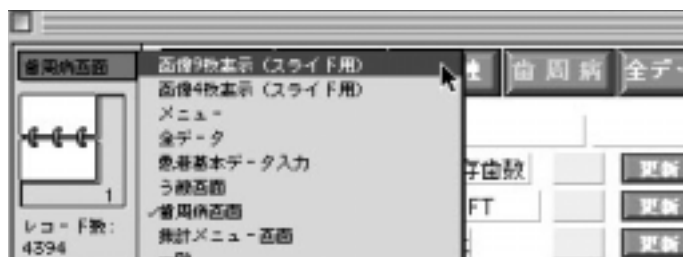 歯周病画面
画像9枚表示（スライド用）
画像4枚表示（スライド用）
メニュー
全データ
患者基本データ入力
う蝕画面
✓歯周病画面
集計メニュー画面
1
レコード数：
4394
歯周病
全デー
存歯数
更新
FT
更新
更新